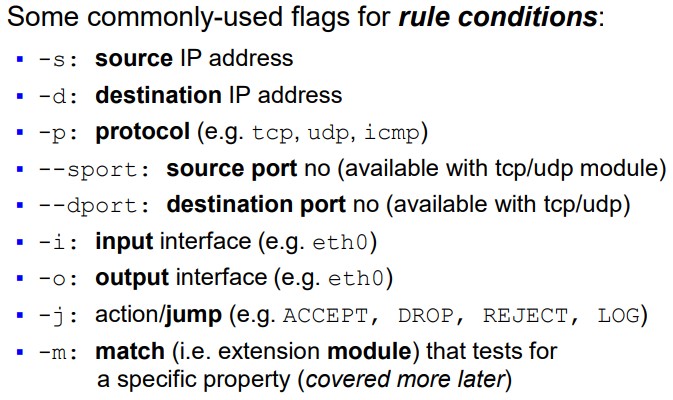 Some commonly-used flags for rule conditions:
▪ -s: source IP address
▪ -d: destination IP address
▪ -p: protocol (e.g. tcp, udp, icmp)
▪ --sport: source port no (available with tcp/udp module)
▪ --dport: destination port no (available with tcp/udp)
▪ -i: input interface (e.g. eth0)
▪ -o: output interface (e.g. eth0)
▪ -j: action/jump (e.g. ACCEPT, DROP, REJECT, LOG)
▪ -m: match (i.e. extension module) that tests for
a specific property (covered more later)